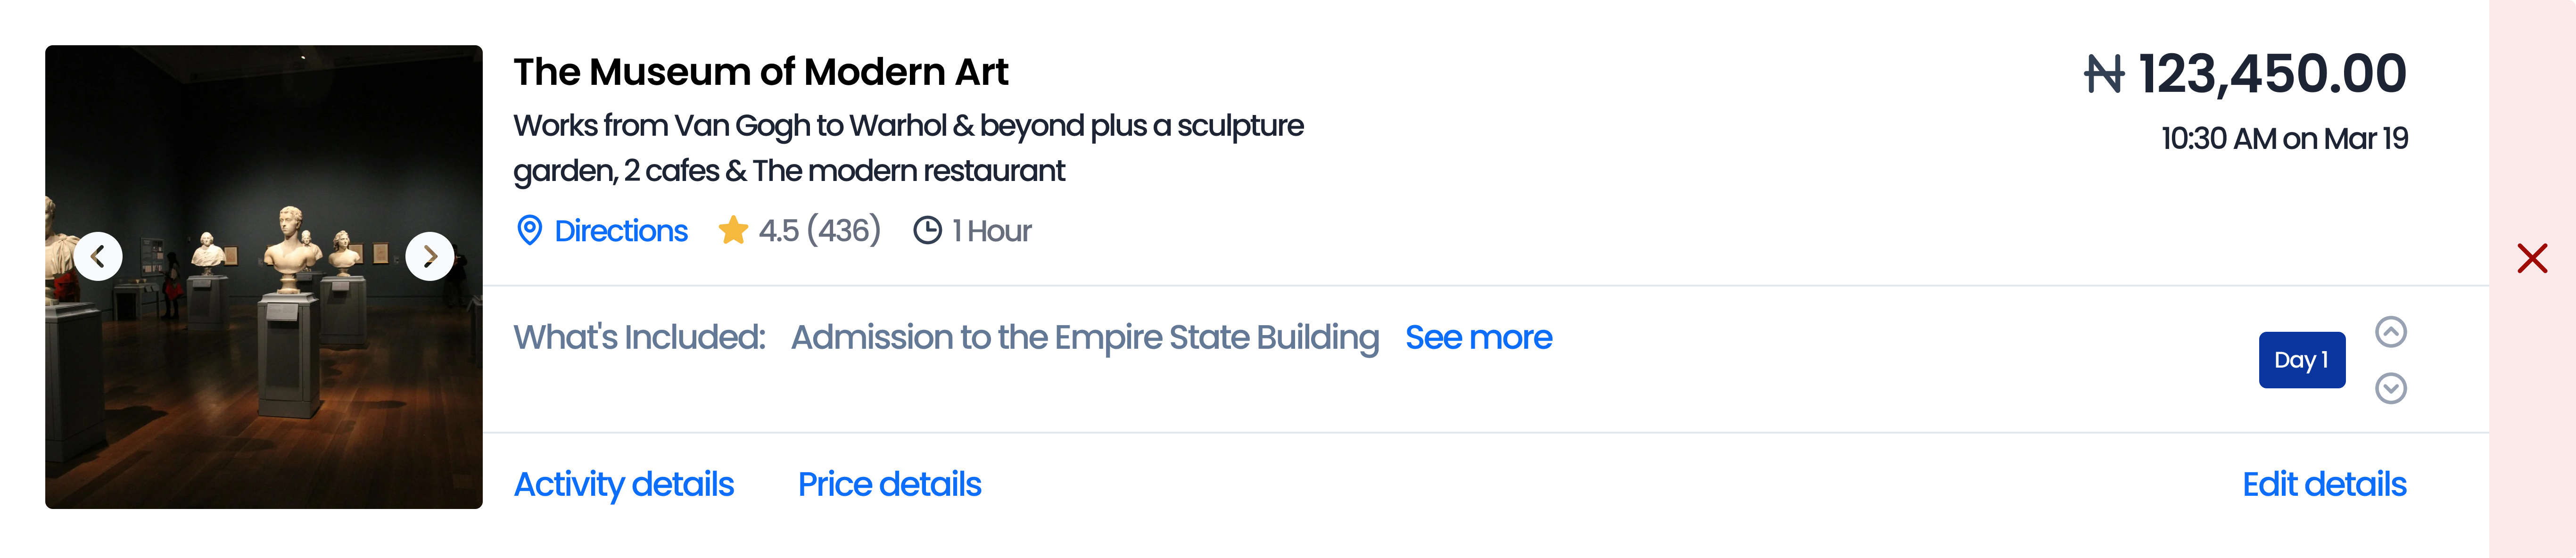 The Museum of Modern Art
₦ 123,450.00
Works from Van Gogh to Warhol & beyond plus a sculpture
garden, 2 cafes & The modern restaurant
10:30 AM on Mar 19
Directions 4.5 (436) 1 Hour
What's Included: Admission to the Empire State Building See more
Day 1
Activity details Price details Edit details